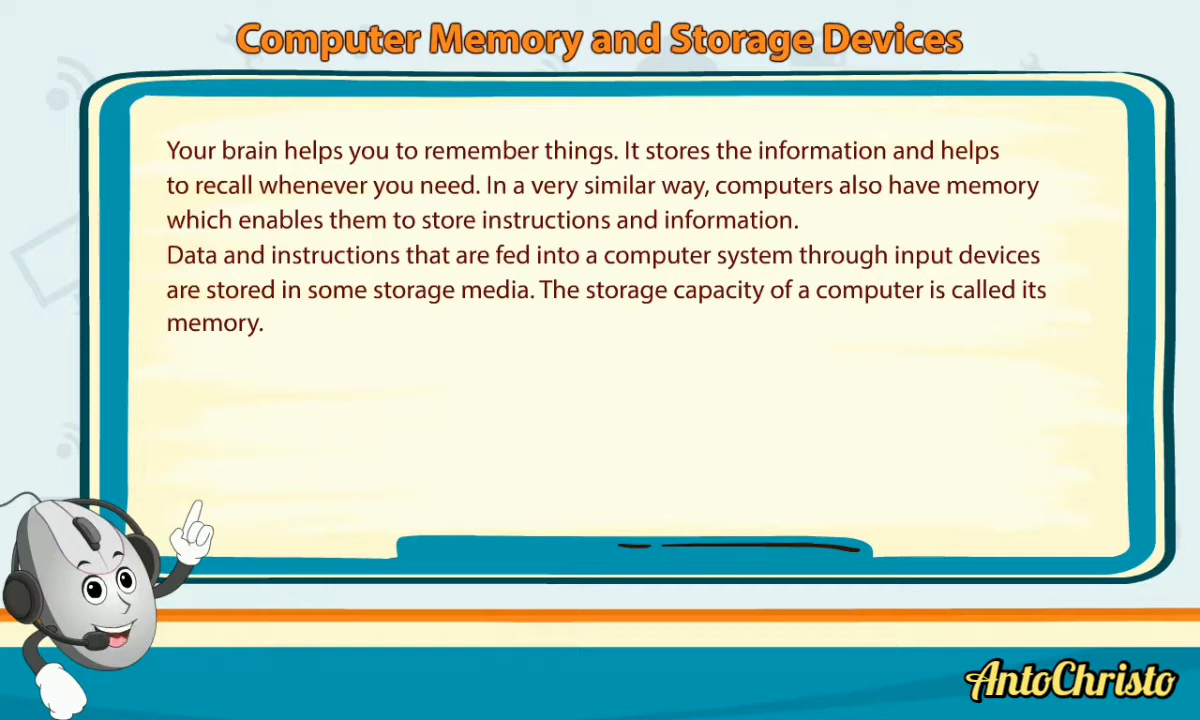 Computer Memory and Storage Devices
Your brain helps you to remember things. It stores the information and helps
to recall whenever you need. In a very similar way, computers also have memory
which enables them to store instructions and information.
Data and instructions that are fed into a computer system through input devices
are stored in some storage media. The storage capacity of a computer is called its
memory.
AntoChristo